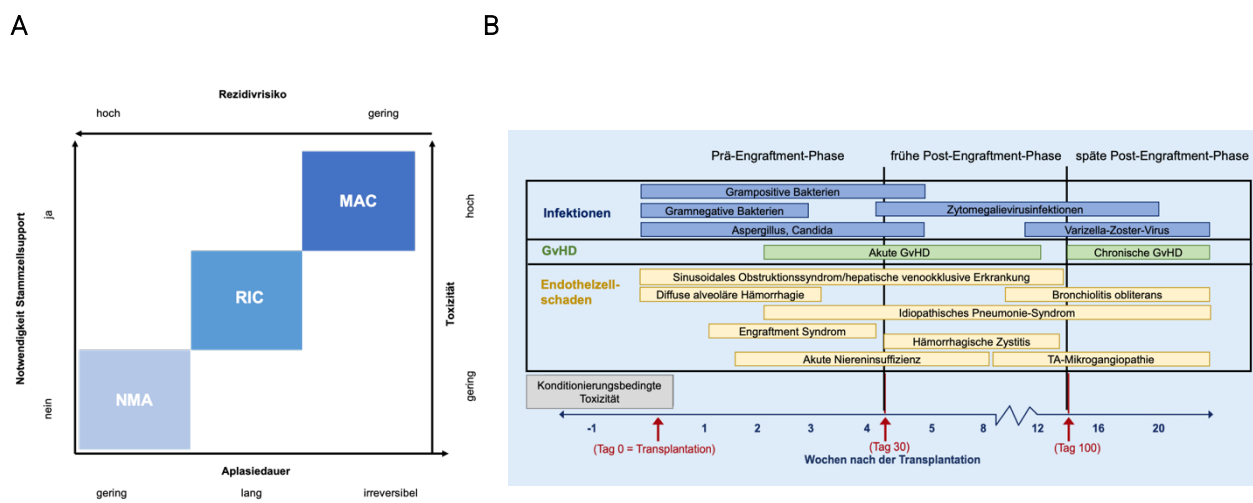 A
B
Rezidivrisiko
hoch
gering
Notwendigkeit Stammzellsupport
ja
nein
MAC
RIC
NMA
hoch
gering
Toxizität
Aplasiedauer
gering
lang
irreversibel
Prä-Engraftment-Phase
frühe Post-Engraftment-Phase
späte Post-Engraftment-Phase
Infektionen
Grampositive Bakterien
Gramnegative Bakterien
Zytomegalievirusinfektionen
Aspergillus, Candida
Varizella-Zoster-Virus
GvHD
Akute GvHD
Chronische GvHD
Endothelzell-
schaden
Sinusoidales Obstruktionssyndrom/hepatische venookklusive Erkrankung
Diffuse alveoläre Hämorrhagie
Bronchiolitis obliterans
Idiopathisches Pneumonie-Syndrom
Engraftment Syndrom
Hämorrhagische Zystitis
Akute Niereninsuffizienz
TA-Mikrogangiopathie
Konditionierungsbedingte
Toxizität
-1
1
2
3
4
5
8
12
16
20
(Tag 0 = Transplantation)
(Tag 30)
(Tag 100)
Wochen nach der Transplantation